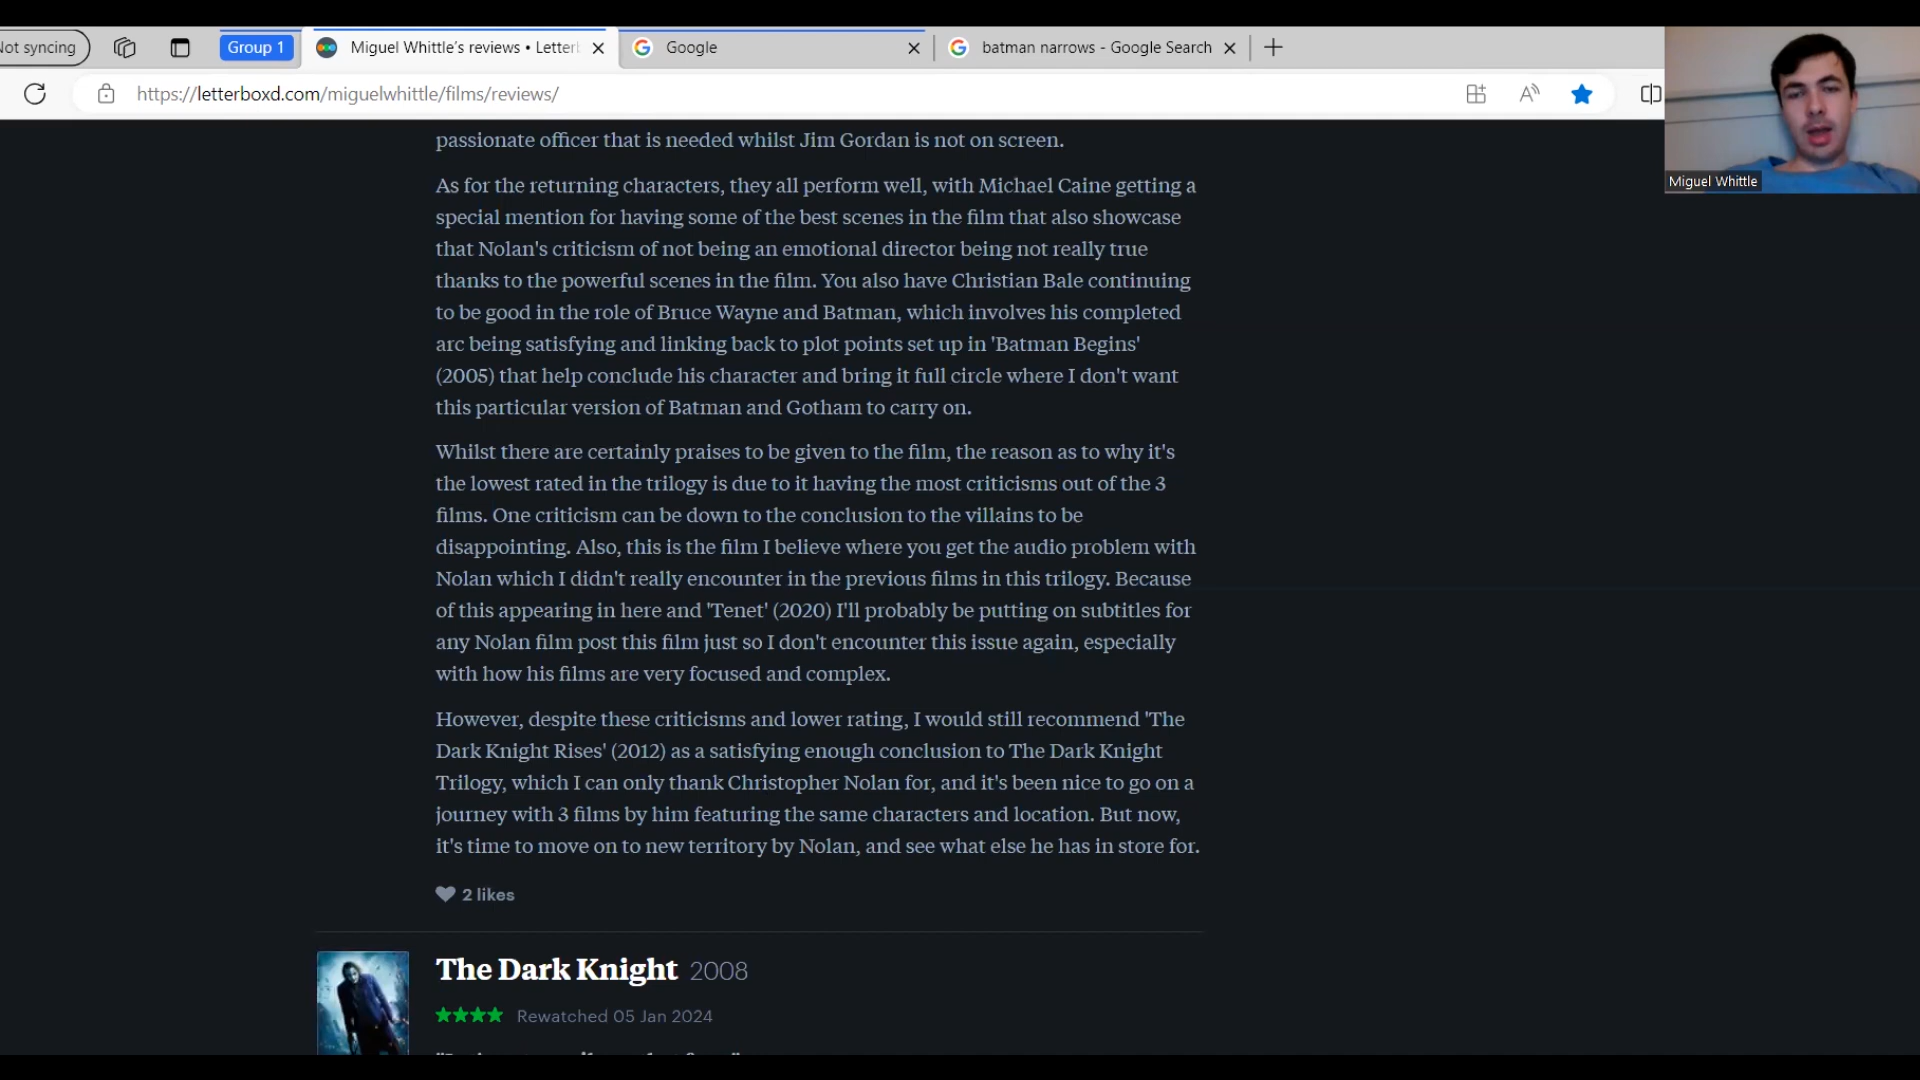 Not syncing
Group 1
Miguel Whittle's reviews • Letter
Google
batman narrows - Google Search
https://letterboxd.com/miguelwhittle/films/reviews/
Miguel Whittle
passionate officer that is needed whilst Jim Gordan is not on screen.
As for the returning characters, they all perform well, with Michael Caine getting a
special mention for having some of the best scenes in the film that also showcase
that Nolan's criticism of not being an emotional director being not really true
thanks to the powerful scenes in the film. You also have Christian Bale continuing
to be good in the role of Bruce Wayne and Batman, which involves his completed
arc being satisfying and linking back to plot points set up in 'Batman Begins'
(2005) that help conclude his character and bring it full circle where I don't want
this particular version of Batman and Gotham to carry on.
Whilst there are certainly praises to be given to the film, the reason as to why it's
the lowest rated in the trilogy is due to it having the most criticisms out of the 3
films. One criticism can be down to the conclusion to the villains to be
disappointing. Also, this is the film I believe where you get the audio problem with
Nolan which I didn't really encounter in the previous films in this trilogy. Because
of this appearing in here and 'Tenet' (2020) I'll probably be putting on subtitles for
any Nolan film post this film just so I don't encounter this issue again, especially
with how his films are very focused and complex.
However, despite these criticisms and lower rating, I would still recommend 'The
Dark Knight Rises' (2012) as a satisfying enough conclusion to The Dark Knight
Trilogy, which I can only thank Christopher Nolan for, and it's been nice to go on a
journey with 3 films by him featuring the same characters and location. But now,
it's time to move on to new territory by Nolan, and see what else he has in store for.
2 likes
The Dark Knight 2008
★★★★ Rewatched 05 Jan 2024